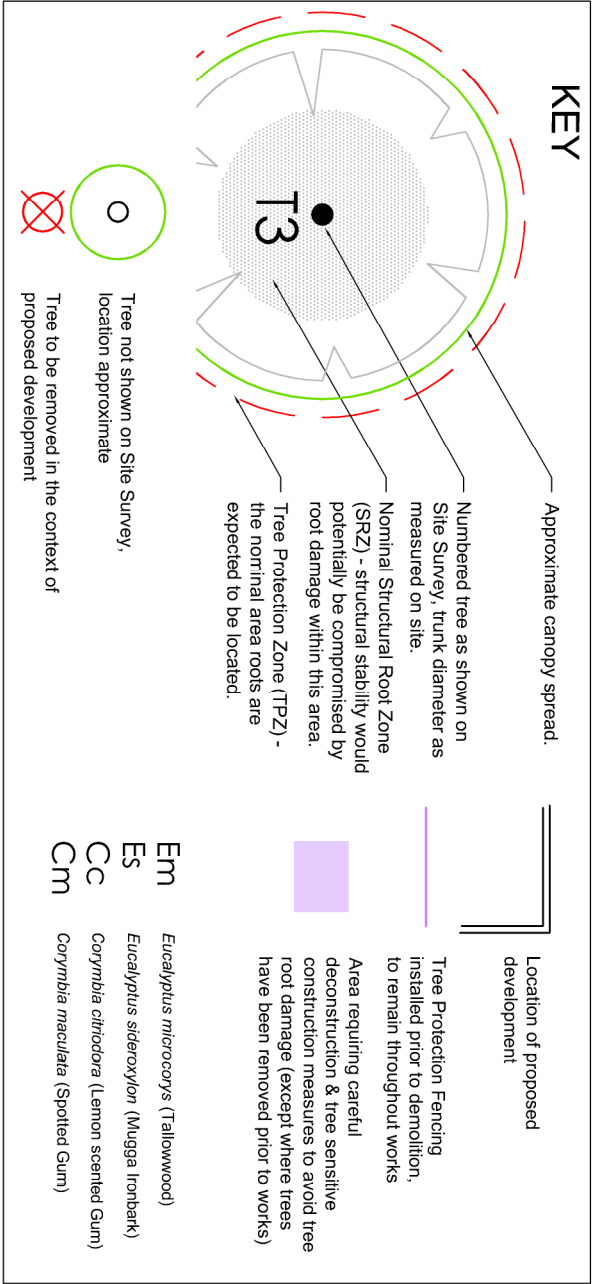 KEY
T3
Approximate canopy spread.
Numbered tree as shown on
Site Survey, trunk diameter as
measured on site.
Nominal Structural Root Zone
(SRZ) - structural stability would
potentially be compromised by
root damage within this area.
Tree Protection Zone (TPZ) -
the nominal area roots are
expected to be located.
Tree not shown on Site Survey,
location approximate
Tree to be removed in the context of
proposed development
Location of proposed
development
Tree Protection Fencing
installed prior to demolition,
to remain throughout works
Area requiring careful
deconstruction & tree sensitive
construction measures to avoid tree
root damage (except where trees
have been removed prior to works)
Em Eucalyptus microcorys (Tallowwood)
Es Eucalyptus sideroxylon (Mugga Ironbark)
Cc Corymbia citriodora (Lemon scented Gum)
Cm Corymbia maculata (Spotted Gum)